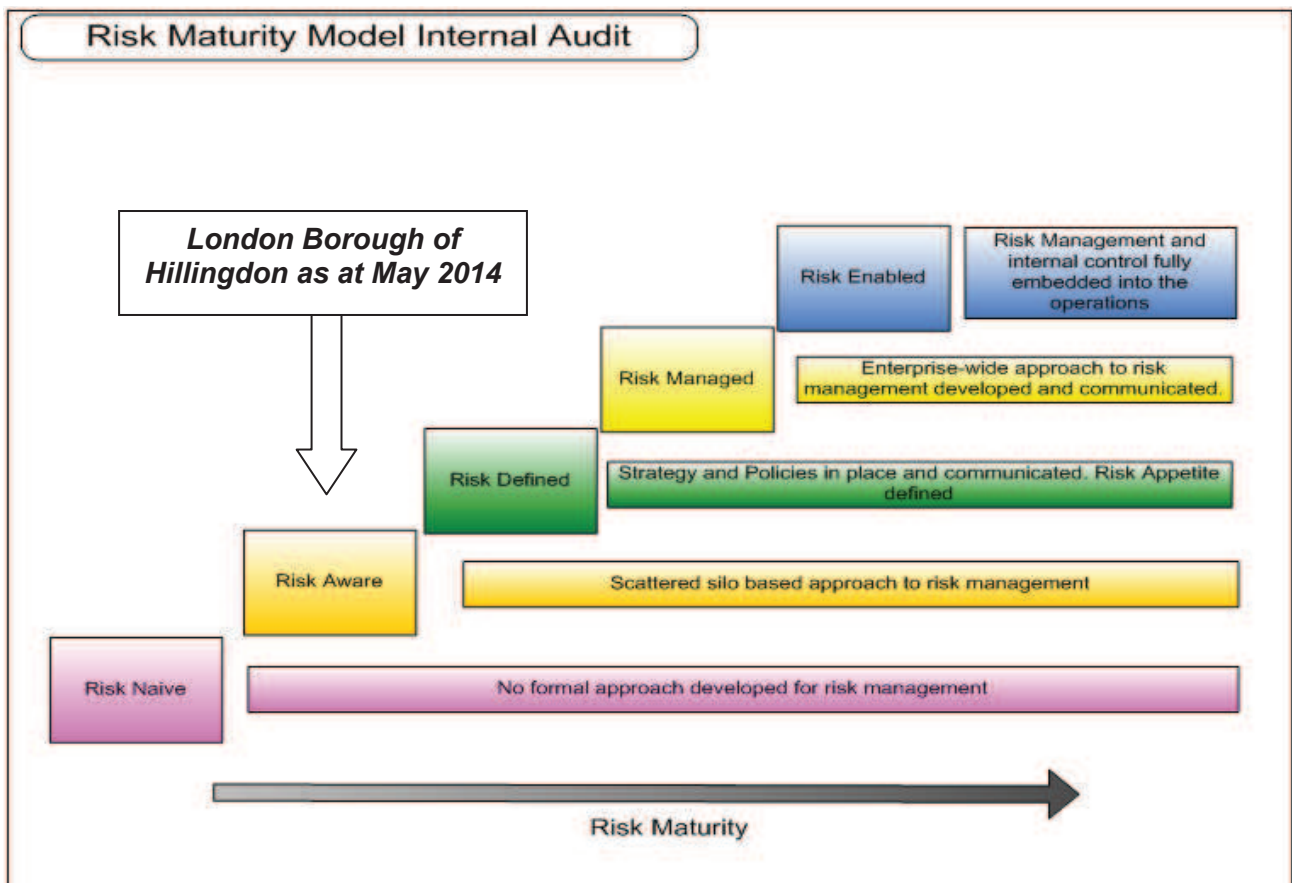 Risk Maturity Model Internal Audit
London Borough of
Hillingdon as at May 2014
Risk Enabled
Risk Management and
internal control fully
embedded into the
operations
Risk Managed
Enterprise-wide approach to risk
management developed and communicated.
Risk Defined
Strategy and Policies in place and communicated. Risk Appetite
defined
Risk Aware
Scattered silo based approach to risk management
Risk Naive
No formal approach developed for risk management
Risk Maturity